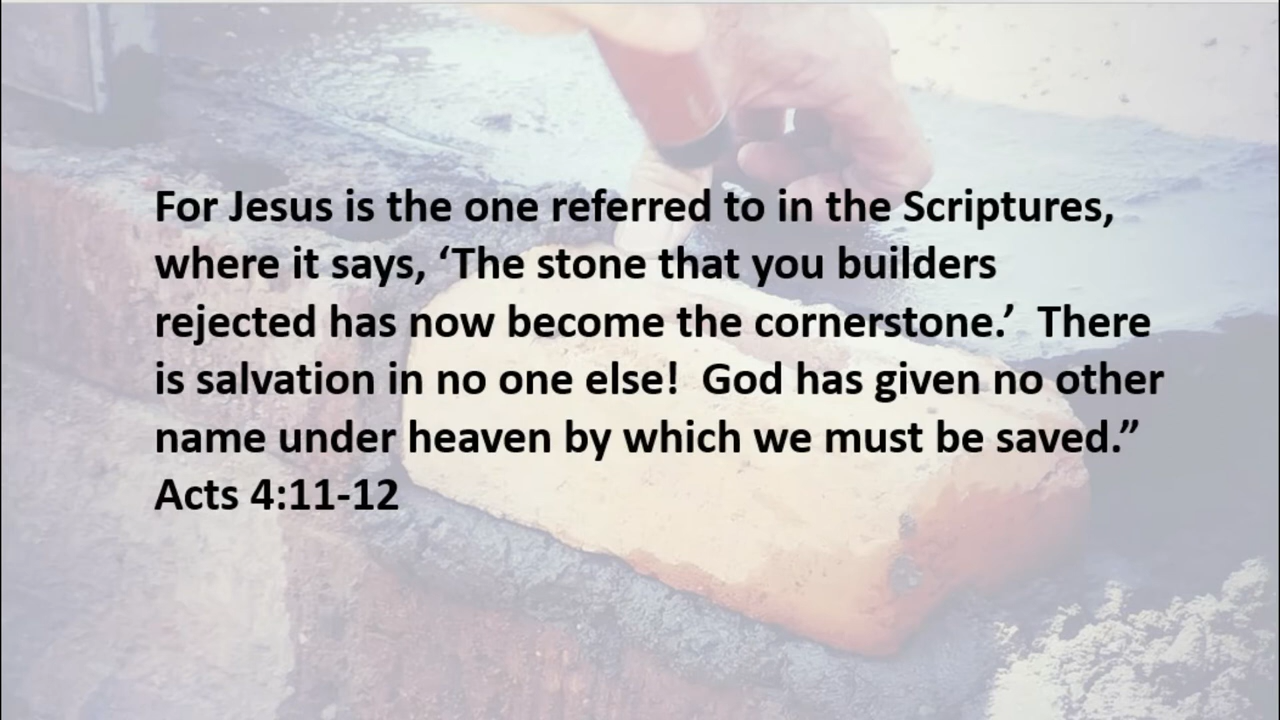 For Jesus is the one referred to in the Scriptures,
where it says, ‘The stone that you builders
rejected has now become the cornerstone.’  There
is salvation in no one else!  God has given no other
name under heaven by which we must be saved.”
Acts 4:11-12